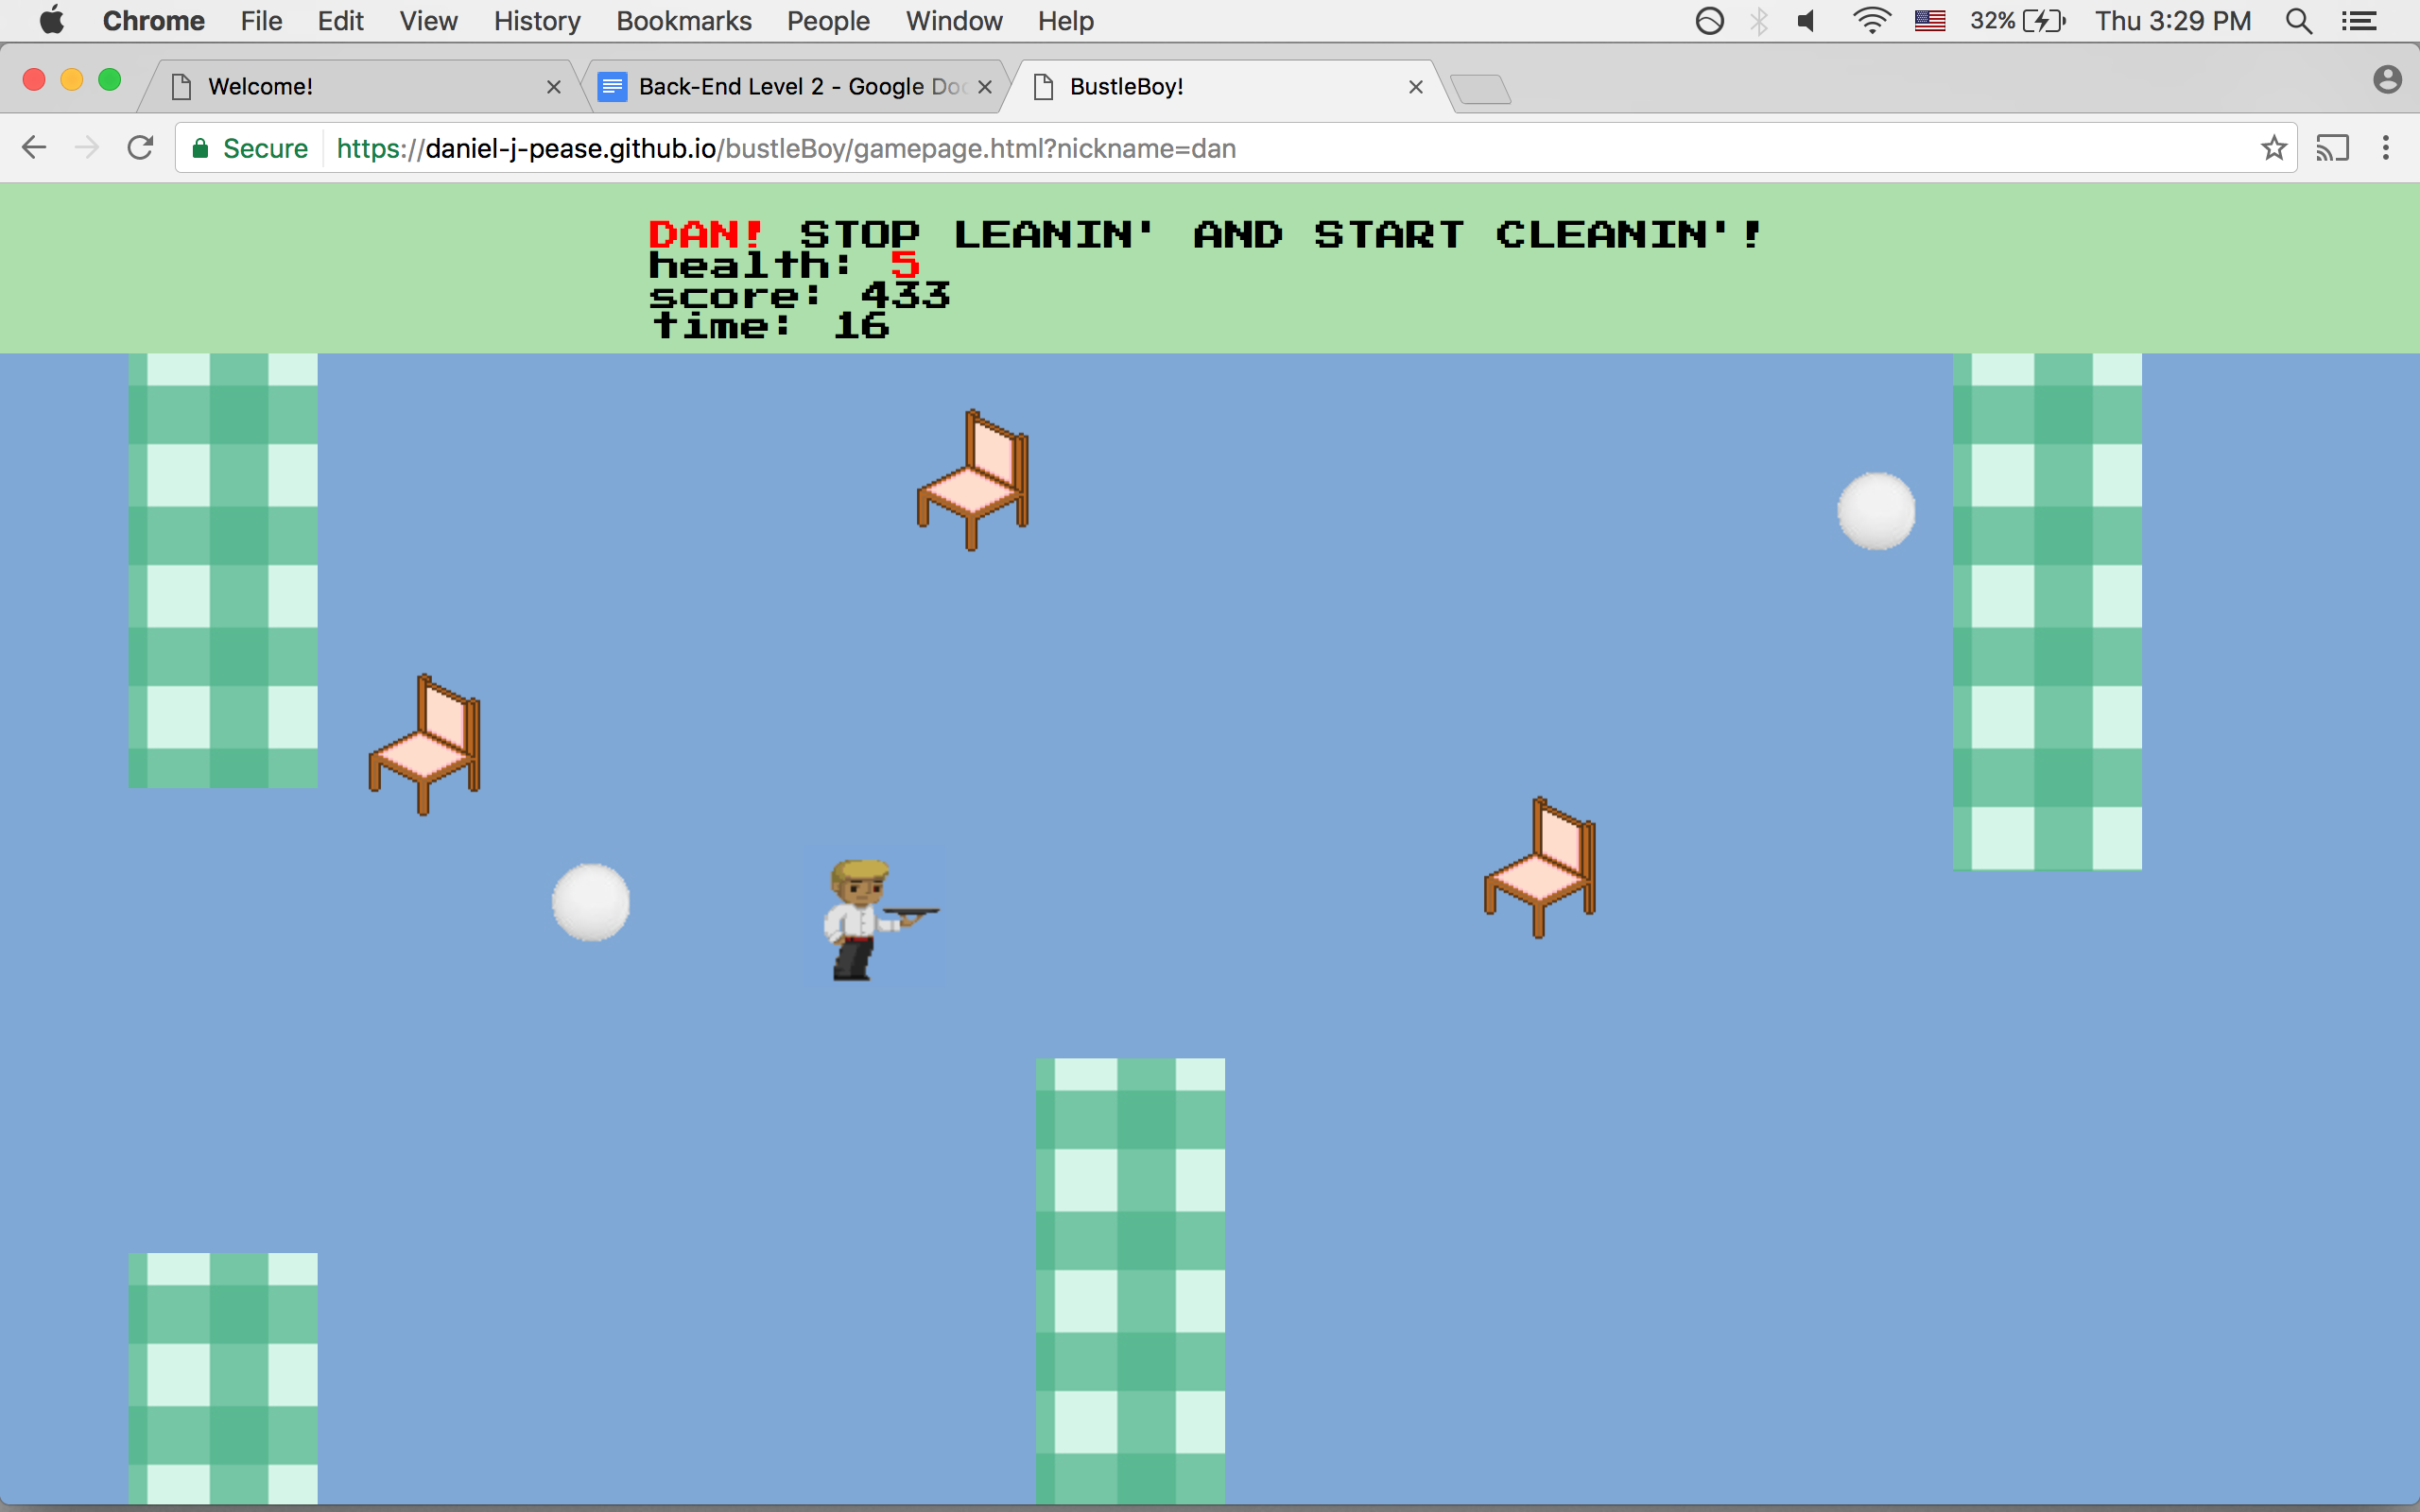 Chrome File Edit View History Bookmarks People Window Help 32% Thu 3:29 PM
Welcome! Back-End Level 2 - Google Doc BustleBoy!
Secure https://daniel-j-pease.github.io/bustleBoy/gamepage.html?nickname=dan
DAN! STOP LEANIN' AND START CLEANIN'!
health: 5
score: 433
time: 16